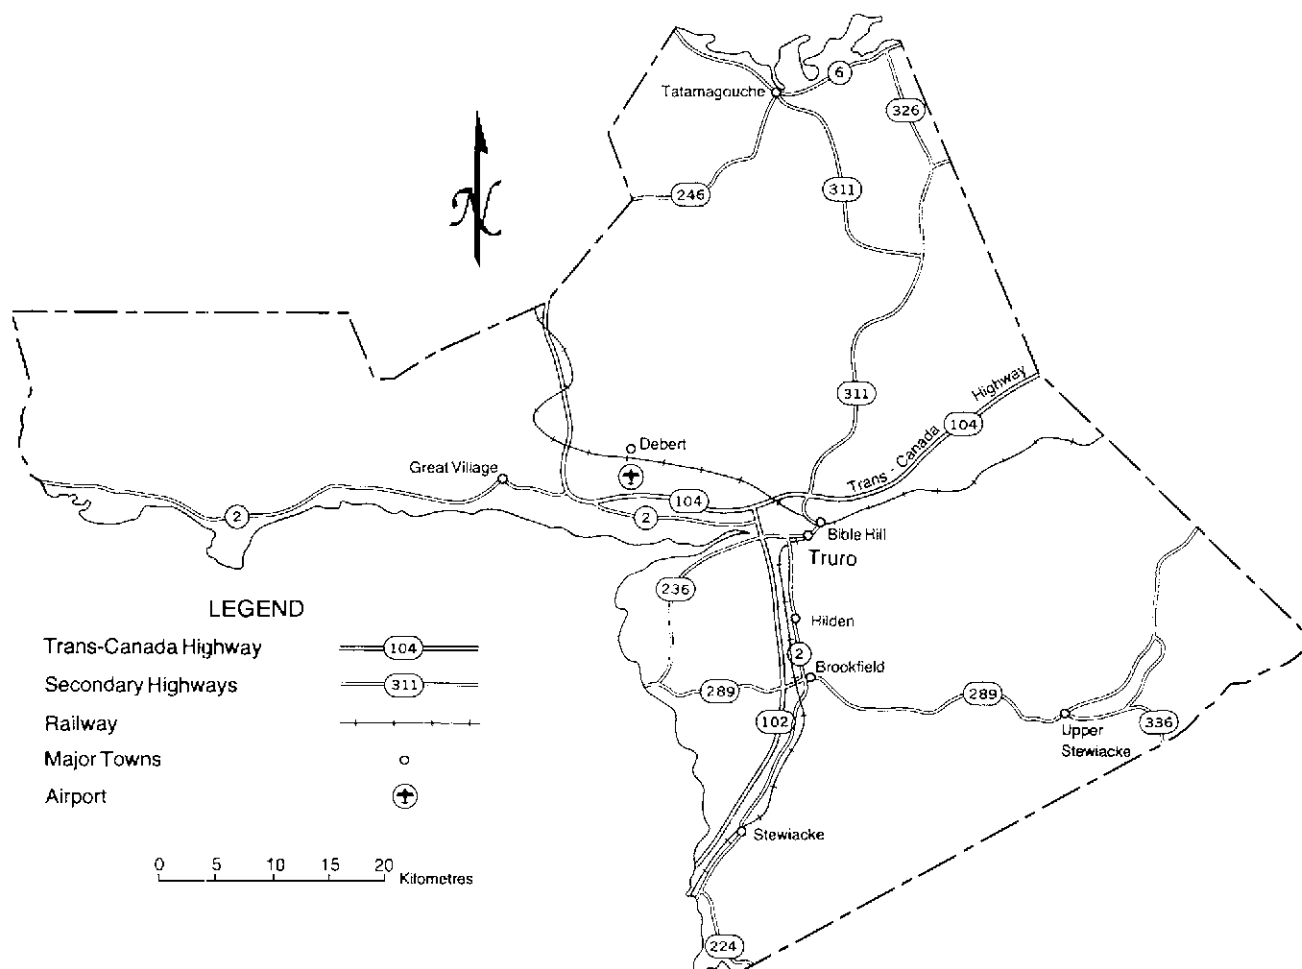 6
Tatamagouche
326
N
246
311
311
Trans - Canada Highway
104
Debert
Great Village
104
2
2
Bible Hill
Truro
236
LEGEND
Hilden
Trans-Canada Highway
104
2
Brookfield
Secondary Highways
311
289
289
Railway
102
336
Upper
Stewiacke
Major Towns
Airport
Stewiacke
0 5 10 15 20
Kilometres
224